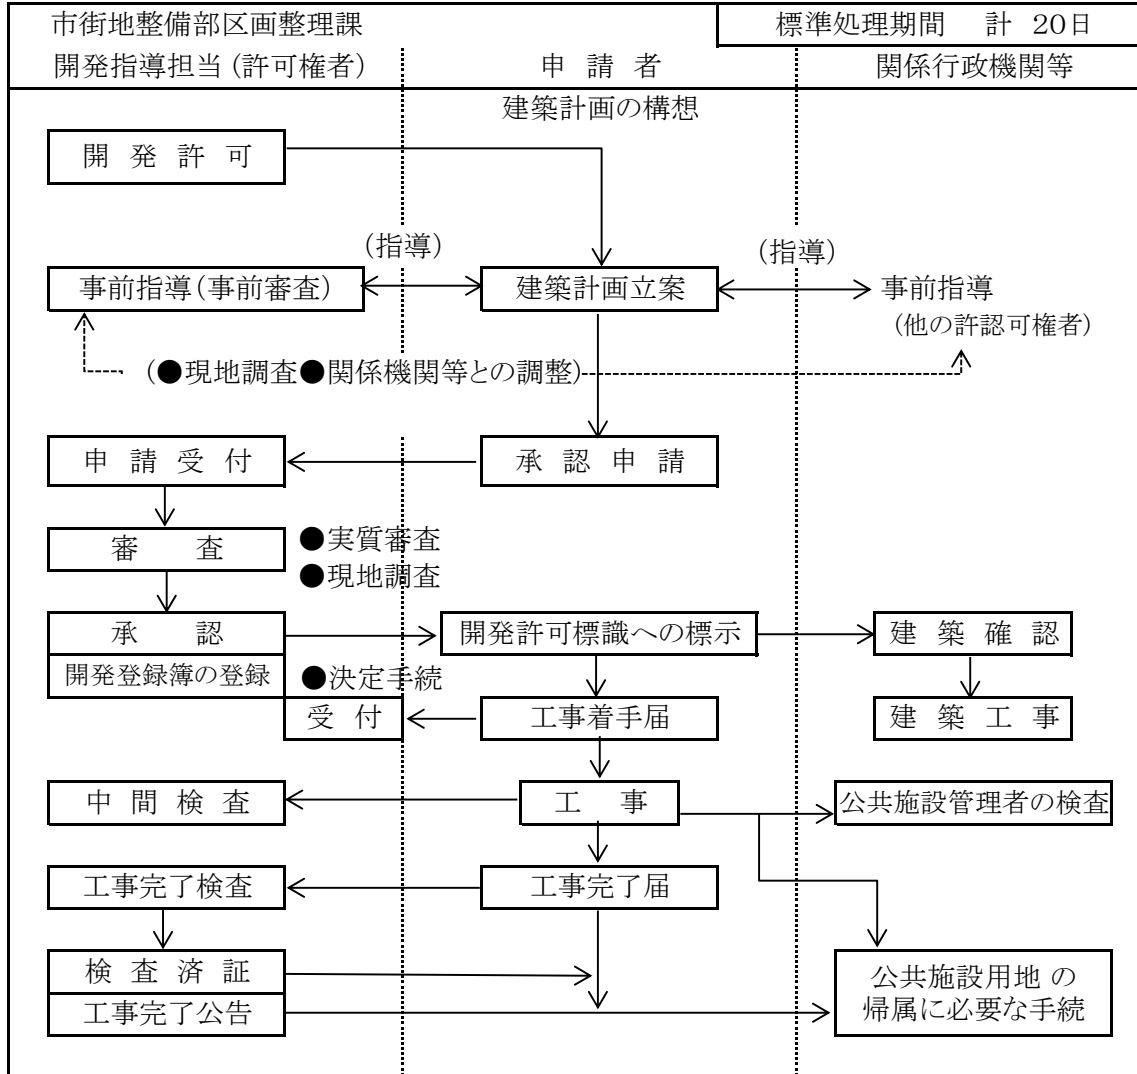 市街地整備部区画整理課
標準処理期間 計 20日
開発指導担当(許可権者)
申請者
関係行政機関等
建築計画の構想
開発許可
(指導)
(指導)
事前指導(事前審査)
建築計画立案
事前指導
(他の許認可権者)
(●現地調査●関係機関等との調整)
申請受付
承認申請
審査
●実質審査
●現地調査
承認
開発許可標識への標示
建築確認
開発登録簿の登録
●決定手続
受付
工事着手届
建築工事
中間検査
工事
公共施設管理者の検査
工事完了検査
工事完了届
検査済証
工事完了公告
公共施設用地 の
帰属に必要な手続